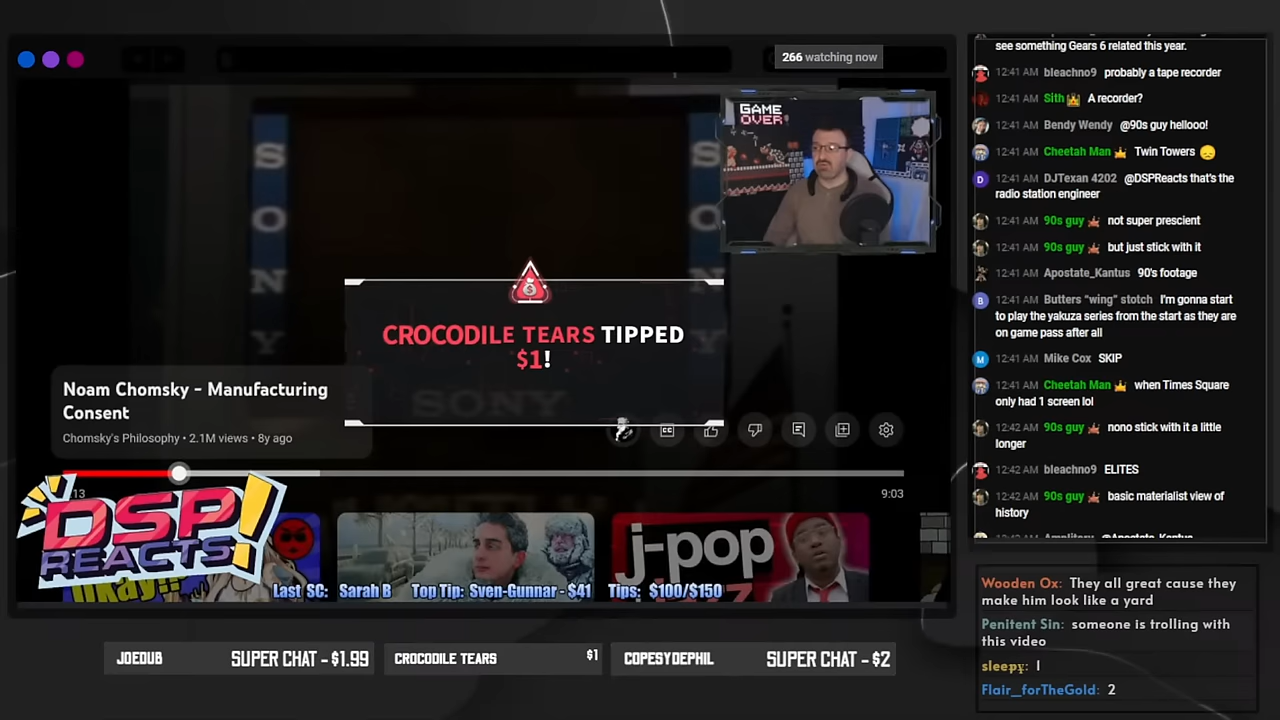 266 watching now
GAME
OVER
S
O
N
Y
S
O
N
Y
SONY
CROCODILE TEARS TIPPED
$1!
Noam Chomsky - Manufacturing
Consent
Chomsky's Philosophy • 2.1M views • 8y ago
CC
13
9:03
DSP
REACTS
j-pop
Last SC: Sarah B Top Tip: Sven-Gunnar - $41 Tips: $100/$150
JOEDUB SUPER CHAT - $1.99
CROCODILE TEARS $1
COPESYDEPHIL SUPER CHAT - $2
see something Gears 6 related this year.
12:41 AM bleachno9 probably a tape recorder
12:41 AM Sith A recorder?
12:41 AM Bendy Wendy @90s guy hellooo!
12:41 AM Cheetah Man Twin Towers 😞
D 12:41 AM DJTexan 4202 @DSPReacts that's the
radio station engineer
12:41 AM 90s guy not super prescient
12:41 AM 90s guy but just stick with it
12:41 AM Apostate_Kantus 90's footage
B 12:41 AM Butters "wing" stotch I'm gonna start
to play the yakuza series from the start as they are
on game pass after all
M 12:41 AM Mike Cox SKIP
12:41 AM Cheetah Man when Times Square
only had 1 screen lol
12:42 AM 90s guy nono stick with it a little
longer
12:42 AM bleachno9 ELITES
12:42 AM 90s guy basic materialist view of
history
Wooden Ox: They all great cause they
make him look like a yard
Penitent Sin: someone is trolling with
this video
sleepy: 1
Flair_forTheGold: 2